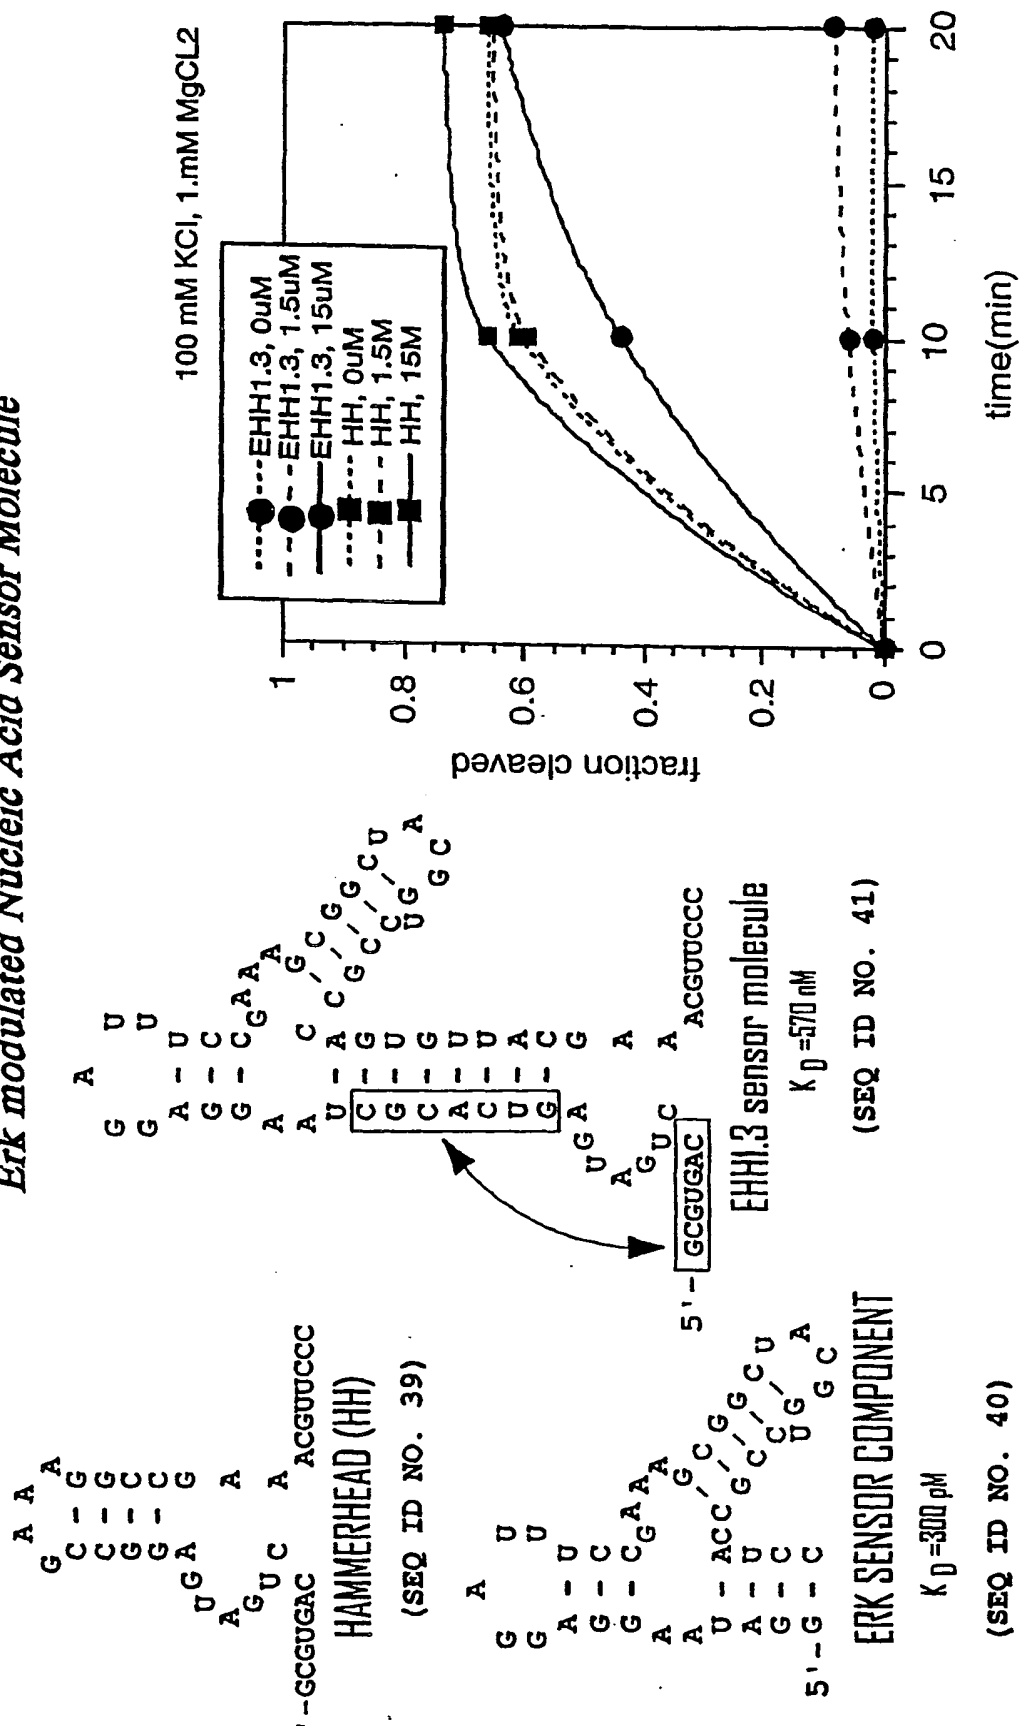 Erk modulated Nucleic Acid Sensor Molecule
100 mM KCl, 1.mM MgCL2
EHH1.3, 0uM
EHH1.3, 1.5uM
EHH1.3, 15uM
HH, 0uM
HH, 1.5M
HH, 15M
fraction cleaved
1
0.8
0.6
0.4
0.2
0
0
5
10
15
20
time(min)
A A
G A
C - G
C - G
G - C
G - C
A G
G
U A
A
G U C A
-GCGUGAC ACGUUCCC
HAMMERHEAD (HH)
(SEQ ID NO. 39)
A
G U
G U
A - U
G - C
G - C
G A A A
A
A
U - A C C
A - U
G - C
5'-G - C
G C G G C U
A
C
G
G C C U G
ERK SENSOR COMPONENT
K D =300 pM
(SEQ ID NO. 40)
A
G U
G U
A - U
G - C
G - C
G A A A
A
A C
U - A C
C - G
G - U
C - G
A - U
C - U
U - A
G - C
A G
G
U A
A
G U C A
5'- GCGUGAC ACGUUCCC
G C G G C U
A
C
G
G C C U G
EHH1.3 sensor molecule
K D =570 nM
(SEQ ID NO. 41)